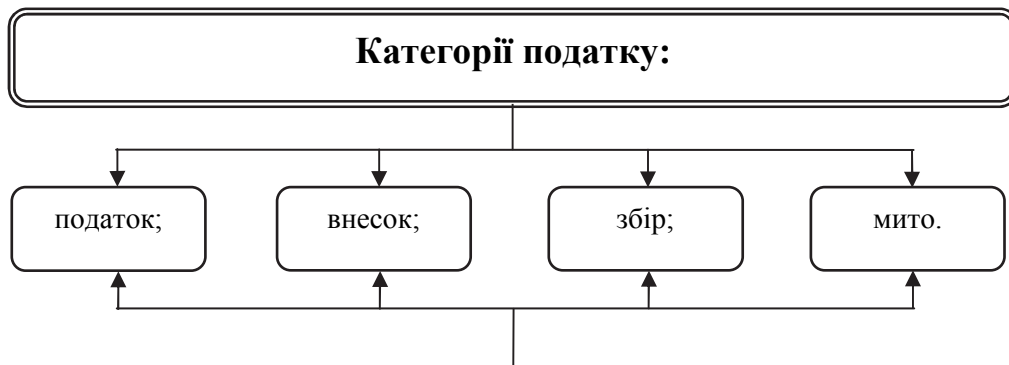 Категорії податку:
податок;
внесок;
збір;
мито.